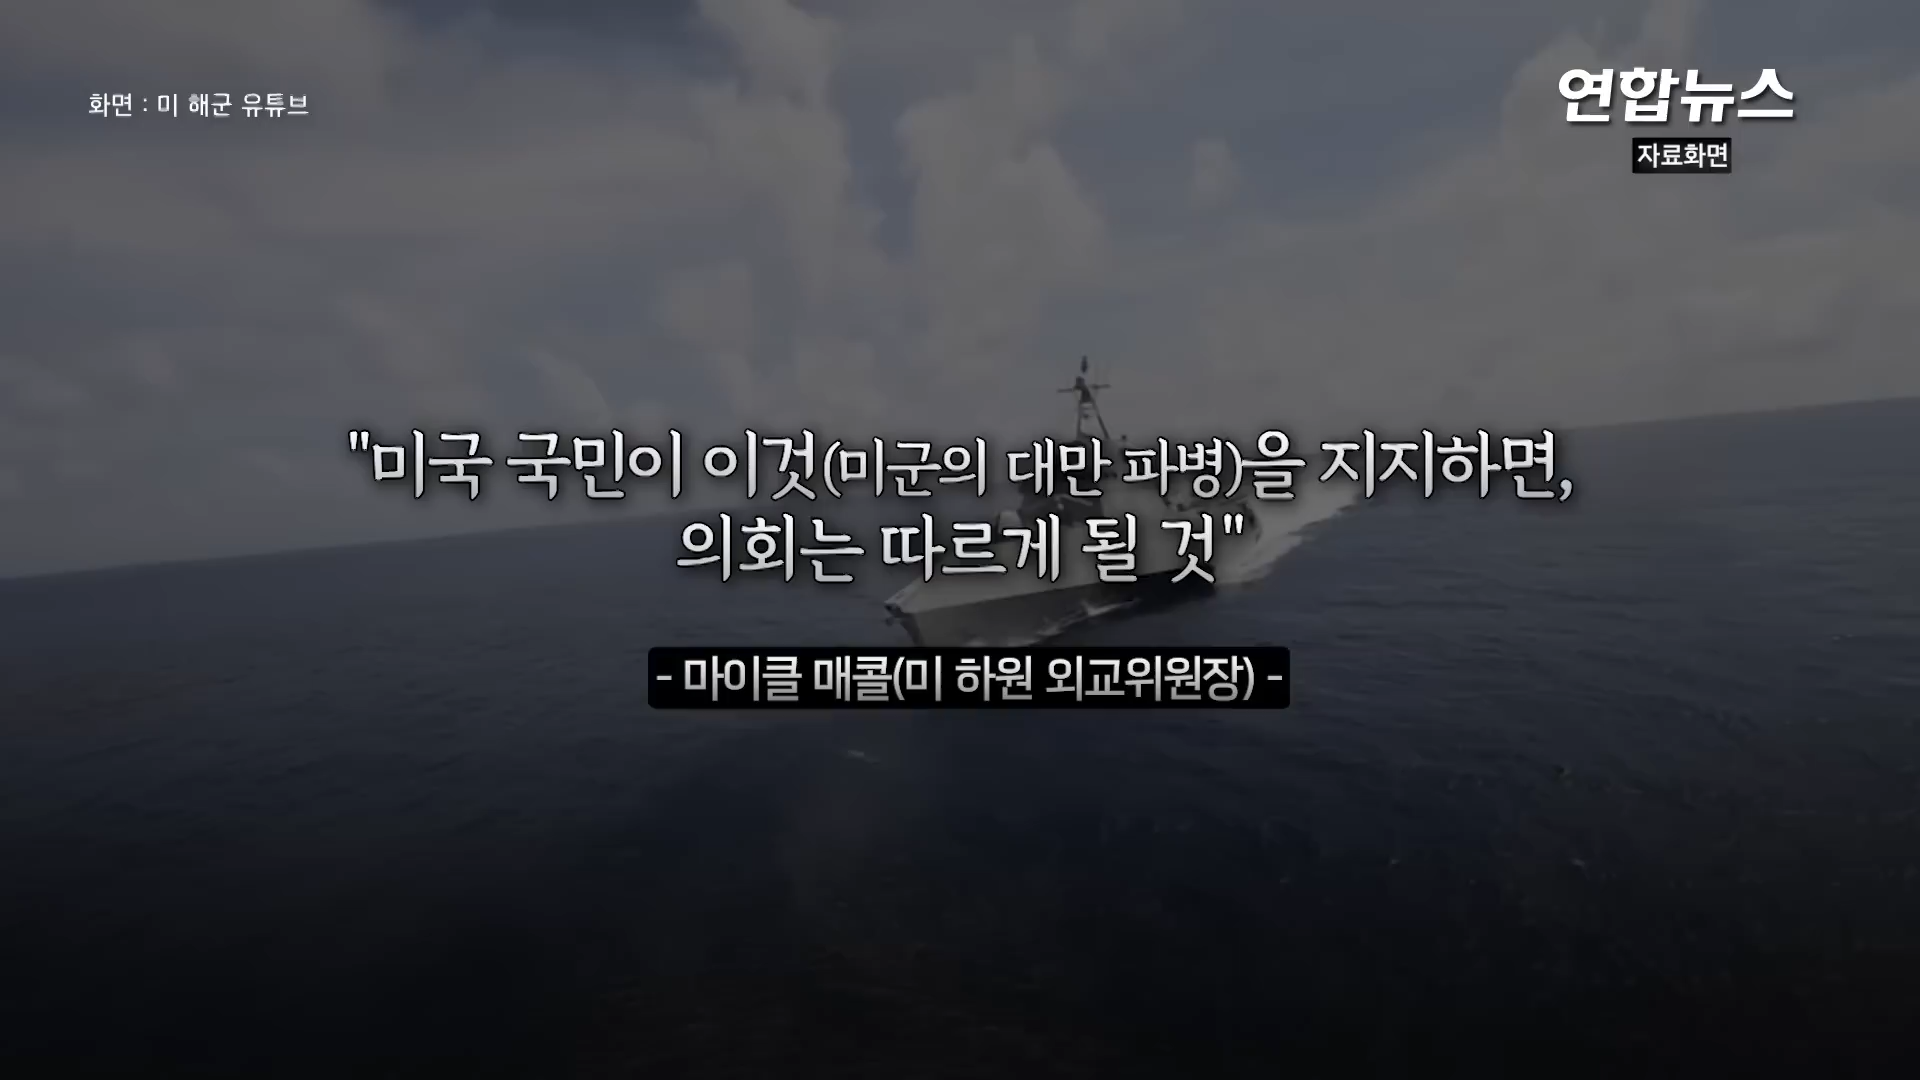 화면 : 미 해군 유튜브
연합뉴스
자료화면
"미국 국민이 이것(미군의 대만 파병)을 지지하면,
의회는 따르게 될 것"
- 마이클 매콜(미 하원 외교위원장) -